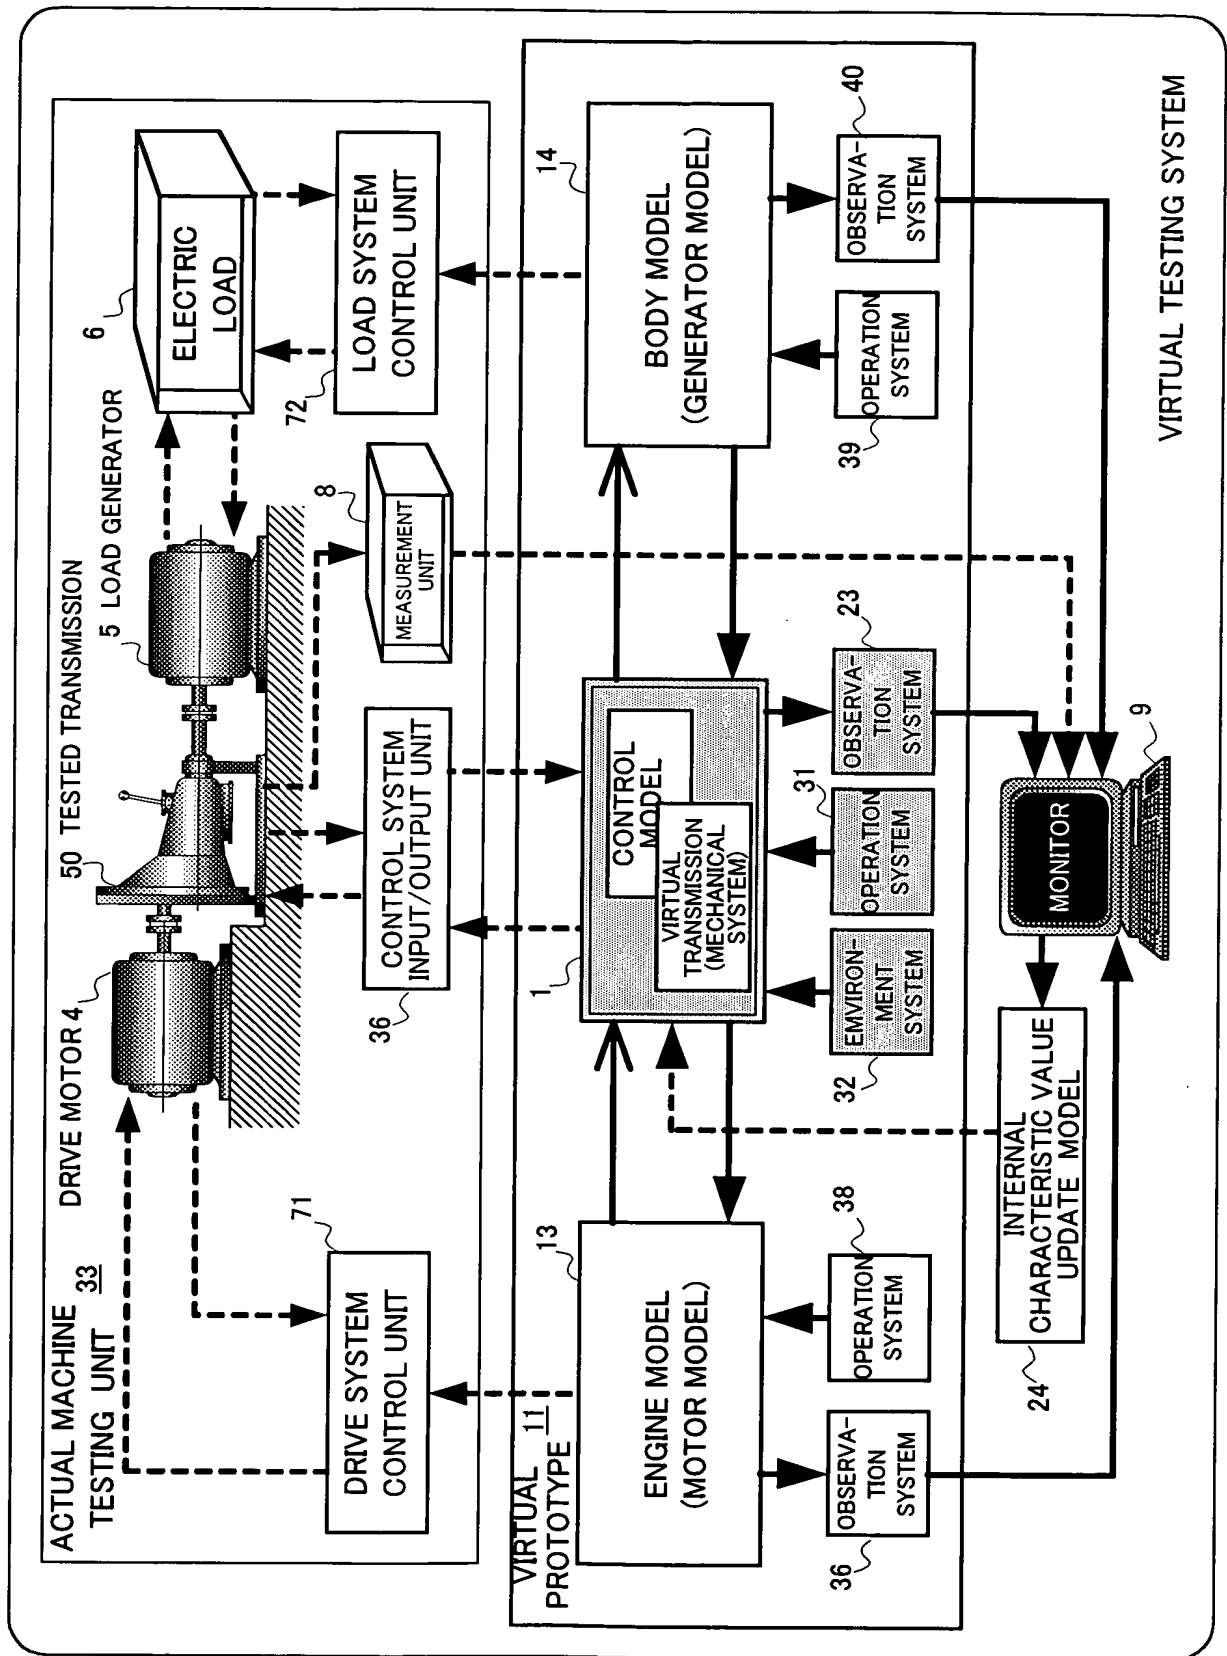 ACTUAL MACHINE
TESTING UNIT 33
DRIVE MOTOR 4
50 TESTED TRANSMISSION
5 LOAD GENERATOR
6
ELECTRIC
LOAD
71
DRIVE SYSTEM
CONTROL UNIT
36
CONTROL SYSTEM
INPUT/OUTPUT UNIT
8
MEASUREMENT
UNIT
72
LOAD SYSTEM
CONTROL UNIT
VIRTUAL
PROTOTYPE 11
13
ENGINE MODEL
(MOTOR MODEL)
1
CONTROL
MODEL
VIRTUAL
TRANSMISSION
(MECHANICAL
SYSTEM)
14
BODY MODEL
(GENERATOR MODEL)
36
OBSERVA-
TION
SYSTEM
38
OPERATION
SYSTEM
32
EMVIRON-
MENT
SYSTEM
31
OPERATION
SYSTEM
23
OBSERVA-
TION
SYSTEM
39
OPERATION
SYSTEM
40
OBSERVA-
TION
SYSTEM
24
INTERNAL
CHARACTERISTIC VALUE
UPDATE MODEL
MONITOR
9
VIRTUAL TESTING SYSTEM